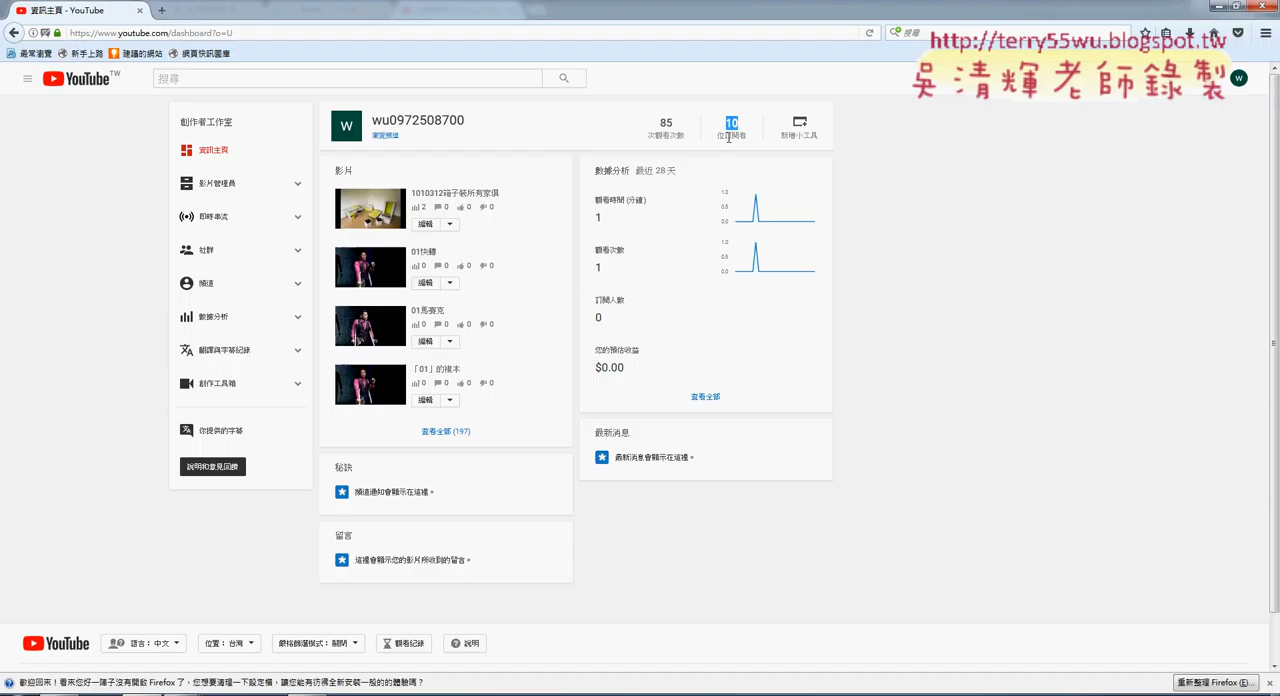 資訊主頁 - YouTube
https://www.youtube.com/dashboard?o=U
搜尋
最常瀏覽 新手上路 建議的網站 網頁快訊圖庫
http://terry55wu.blogspot.tw
吳清輝老師錄製
YouTube TW
搜尋
W
創作者工作室
資訊主頁
影片管理員
即時串流
社群
頻道
數據分析
翻譯與字幕記錄
創作工具箱
你提供的字幕
說明和意見回饋
W
wu0972508700
瀏覽頻道
85
次觀看次數
10
位訂閱者
新增小工具
影片
1010312箱子裝所有家俱
2 0 0 0
編輯
01快轉
0 0 0 0
編輯
01馬賽克
0 0 0 0
編輯
「01」的複本
0 0 0 0
編輯
查看全部 (197)
秘訣
頻道通知會顯示在這裡。
留言
這裡會顯示您的影片所收到的留言。
數據分析 最近 28 天
觀看時間 (分鐘)
1
1.0
0.5
0.0
觀看次數
1
1.0
0.5
0.0
訂閱人數
0
您的預估收益
$0.00
查看全部
最新消息
最新消息會顯示在這裡。
YouTube
語言： 中文
位置： 台灣
嚴格篩選模式： 關閉
觀看紀錄
說明
歡迎回來！看來您好一陣子沒有開啟 Firefox 了，您想要清理一下設定檔，讓您能有彷彿全新安裝一般的的體驗嗎？
重新整理 Firefox (E)...